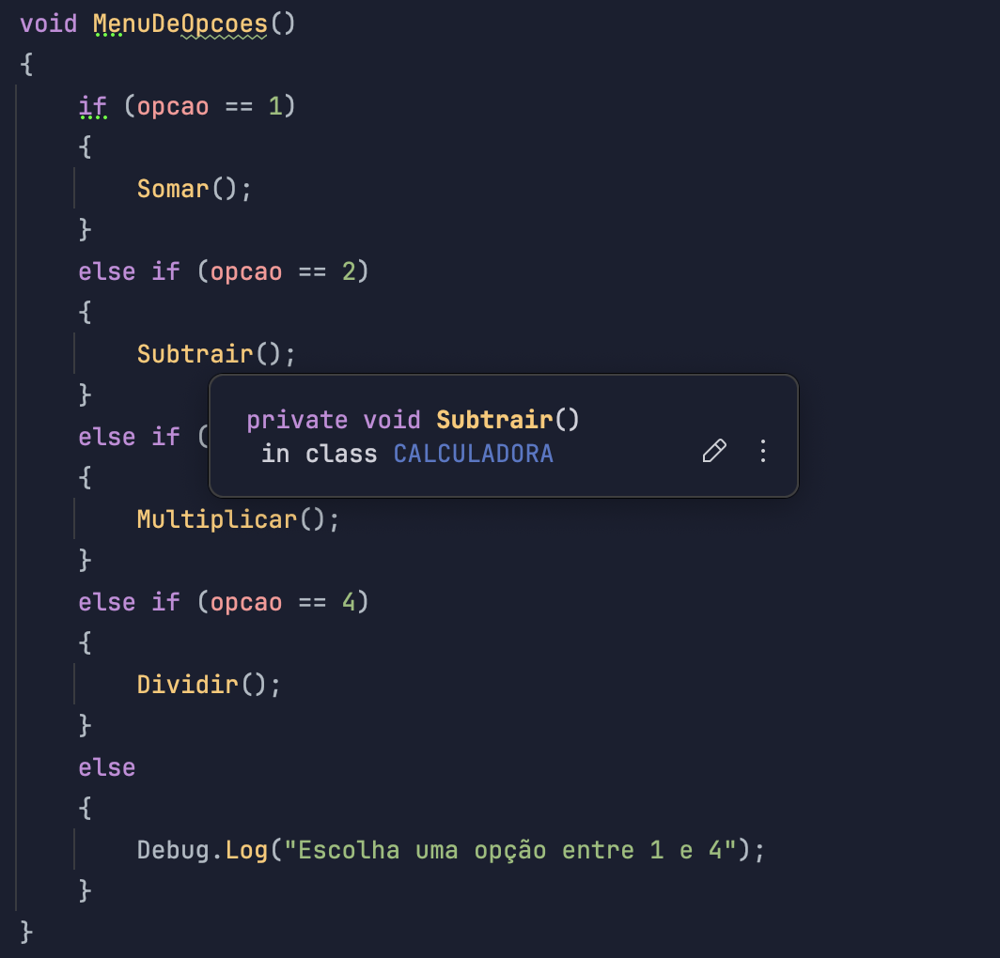 void MenuDeOpcoes()
{
if (opcao == 1)
{
Somar();
}
else if (opcao == 2)
{
Subtrair();
}
else if (
{
Multiplicar();
}
else if (opcao == 4)
{
Dividir();
}
else
{
Debug.Log("Escolha uma opção entre 1 e 4");
}
}
private void Subtrair()
in class CALCULADORA